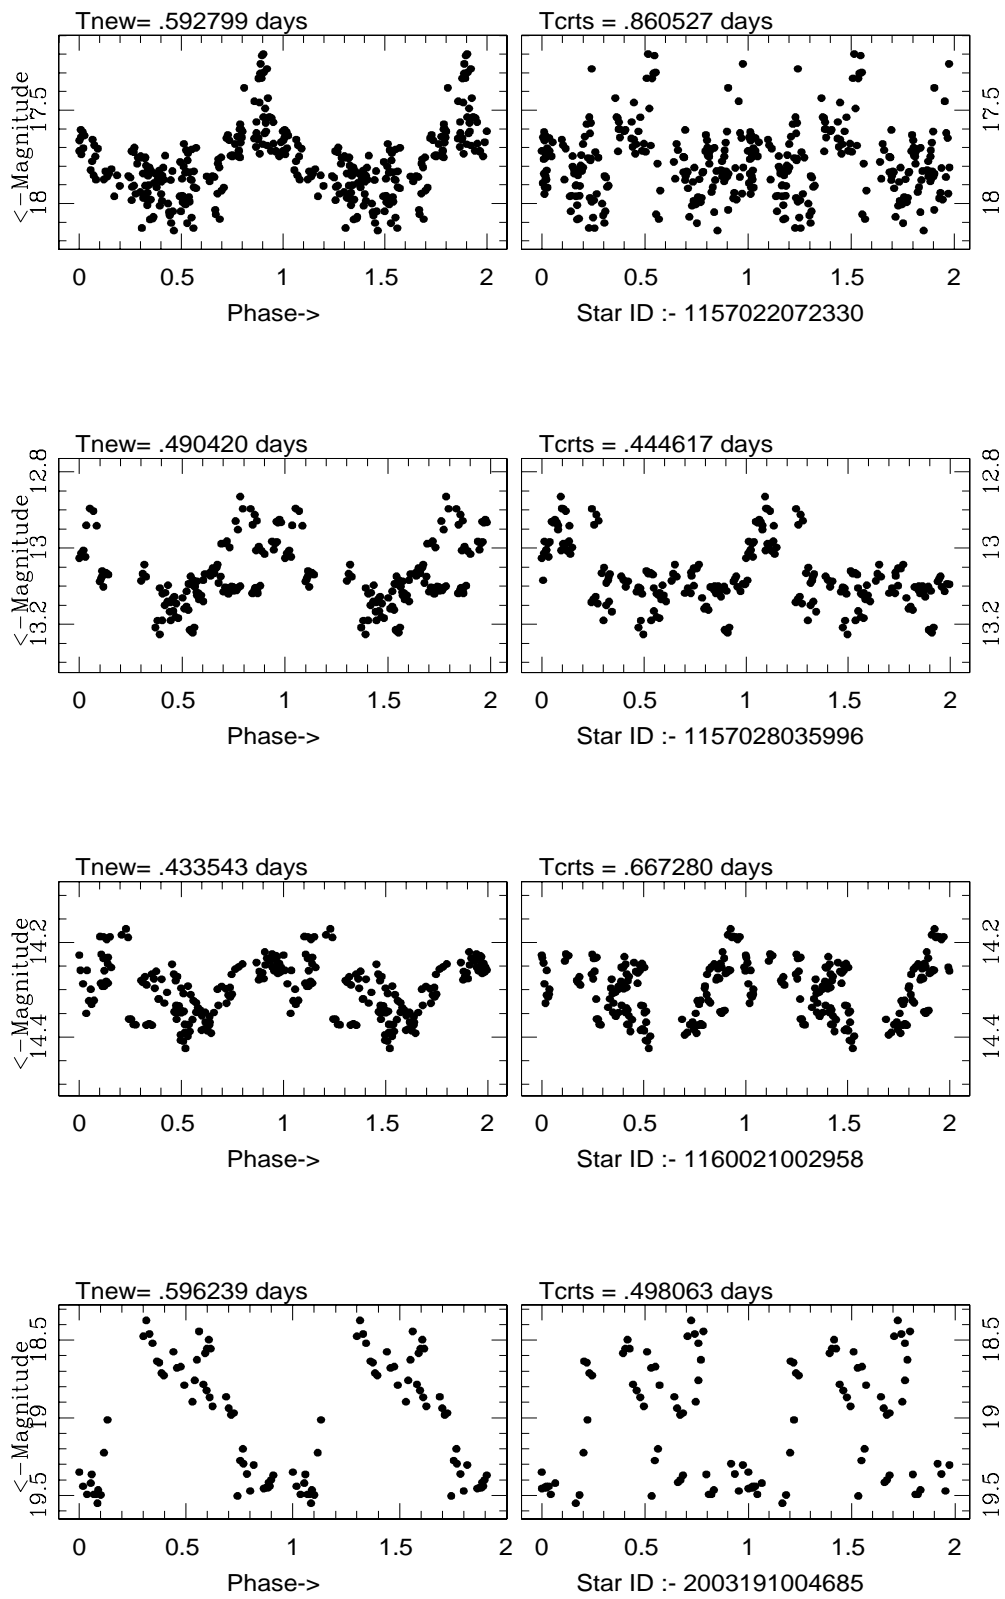 Tnew= .592799 days
Tcrts = .860527 days
<-Magnitude
17.5
18
17.5
18
0 0.5 1 1.5 2
0 0.5 1 1.5 2
Phase->
Star ID :- 1157022072330
Tnew= .490420 days
Tcrts = .444617 days
<-Magnitude
12.8
13
13.2
12.8
13
13.2
0 0.5 1 1.5 2
0 0.5 1 1.5 2
Phase->
Star ID :- 1157028035996
Tnew= .433543 days
Tcrts = .667280 days
<-Magnitude
14.2
14.4
14.2
14.4
0 0.5 1 1.5 2
0 0.5 1 1.5 2
Phase->
Star ID :- 1160021002958
Tnew= .596239 days
Tcrts = .498063 days
<-Magnitude
18.5
19
19.5
18.5
19
19.5
0 0.5 1 1.5 2
0 0.5 1 1.5 2
Phase->
Star ID :- 2003191004685